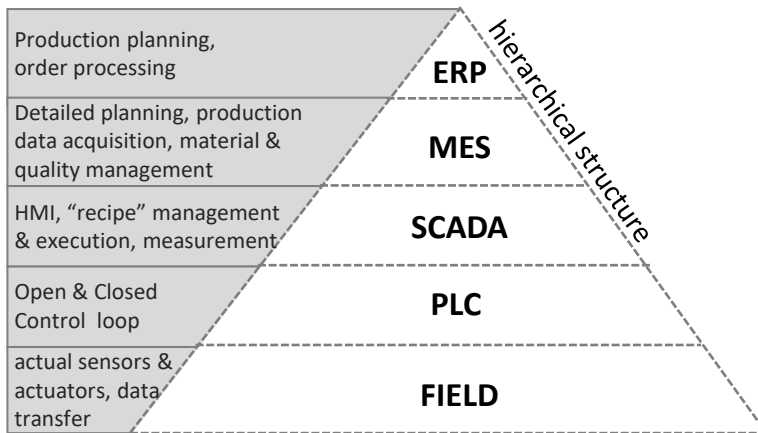 Production planning,
order processing
ERP
hierarchical structure
Detailed planning, production
data acquisition, material &
quality management
MES
HMI, “recipe” management
& execution, measurement
SCADA
Open & Closed
Control loop
PLC
actual sensors &
actuators, data
transfer
FIELD